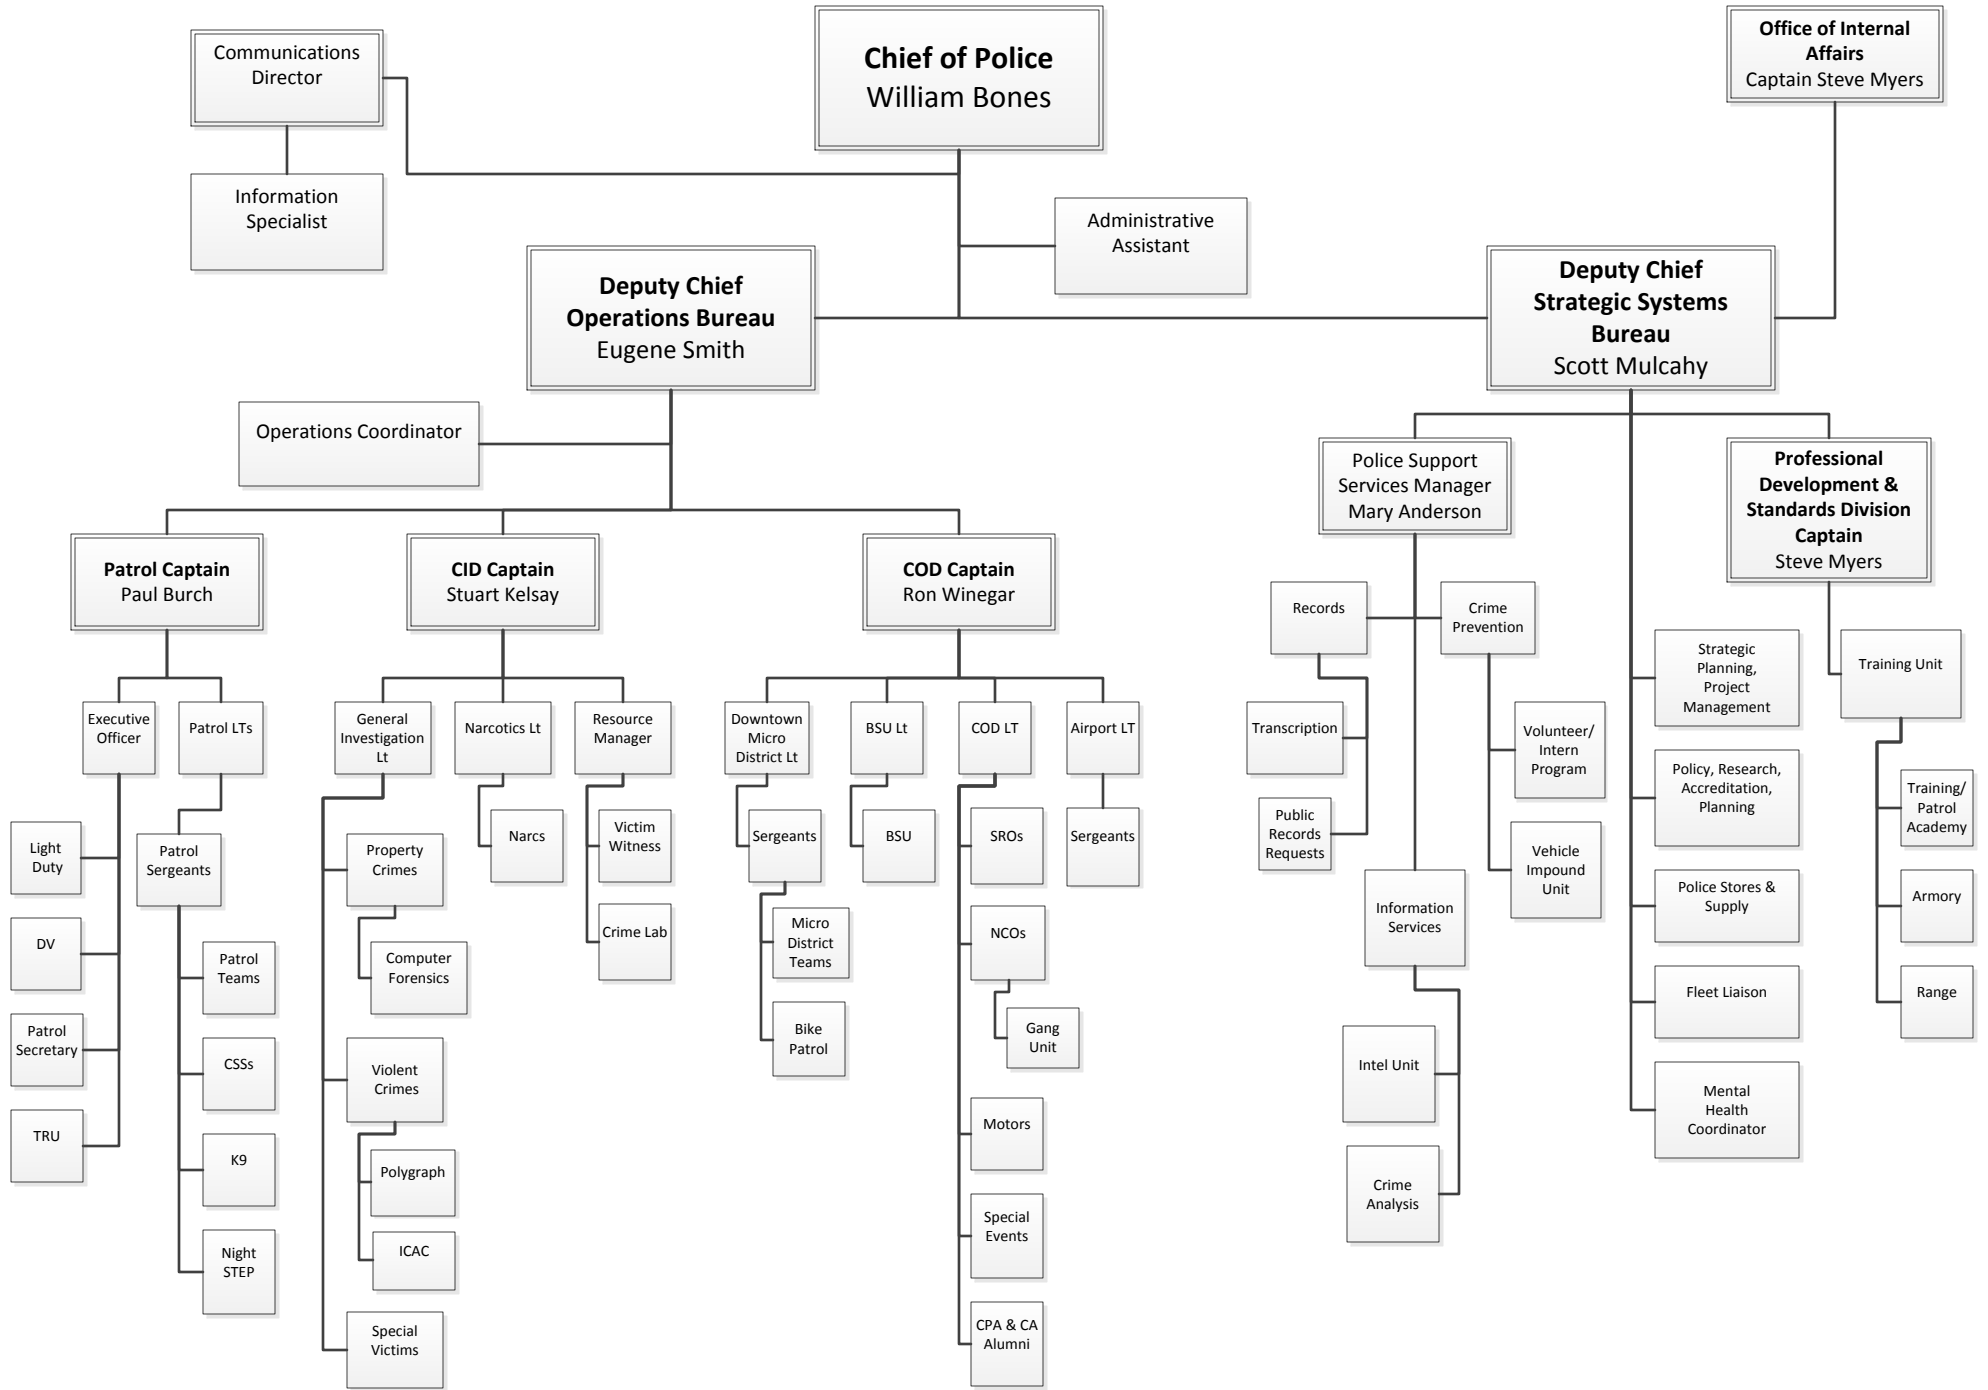 Communications
Director
Chief of Police
William Bones
Office of Internal
Affairs
Captain Steve Myers
Information
Specialist
Administrative
Assistant
Deputy Chief
Operations Bureau
Eugene Smith
Deputy Chief
Strategic Systems
Bureau
Scott Mulcahy
Operations Coordinator
Police Support
Services Manager
Mary Anderson
Professional
Development &
Standards Division
Captain
Steve Myers
Patrol Captain
Paul Burch
CID Captain
Stuart Kelsay
COD Captain
Ron Winegar
Executive
Officer
Patrol LTs
Light
Duty
DV
Patrol
Secretary
TRU
Patrol
Sergeants
Patrol
Teams
CSSs
K9
Night
STEP
General
Investigation
Lt
Narcotics Lt
Resource
Manager
Property
Crimes
Computer
Forensics
Violent
Crimes
Polygraph
ICAC
Special
Victims
Narcs
Victim
Witness
Crime Lab
Downtown
Micro
District Lt
BSU Lt
COD LT
Airport LT
Sergeants
Micro
District
Teams
Bike
Patrol
BSU
SROs
NCOs
Gang
Unit
Motors
Special
Events
CPA & CA
Alumni
Sergeants
Records
Crime
Prevention
Transcription
Public
Records
Requests
Volunteer/
Intern
Program
Vehicle
Impound
Unit
Information
Services
Intel Unit
Crime
Analysis
Strategic
Planning,
Project
Management
Policy, Research,
Accreditation,
Planning
Police Stores &
Supply
Fleet Liaison
Mental
Health
Coordinator
Training Unit
Training/
Patrol
Academy
Armory
Range